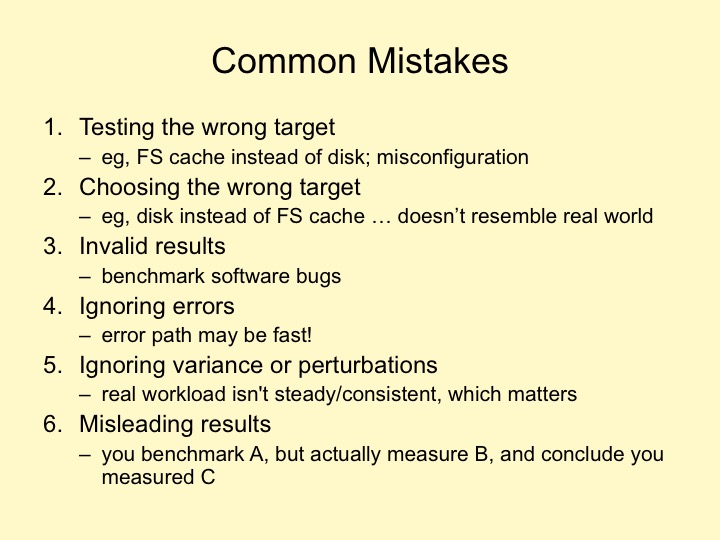 Common Mistakes
1. Testing the wrong target
– eg, FS cache instead of disk; misconfiguration
2. Choosing the wrong target
– eg, disk instead of FS cache … doesn’t resemble real world
3. Invalid results
– benchmark software bugs
4. Ignoring errors
– error path may be fast!
5. Ignoring variance or perturbations
– real workload isn't steady/consistent, which matters
6. Misleading results
– you benchmark A, but actually measure B, and conclude you
measured C